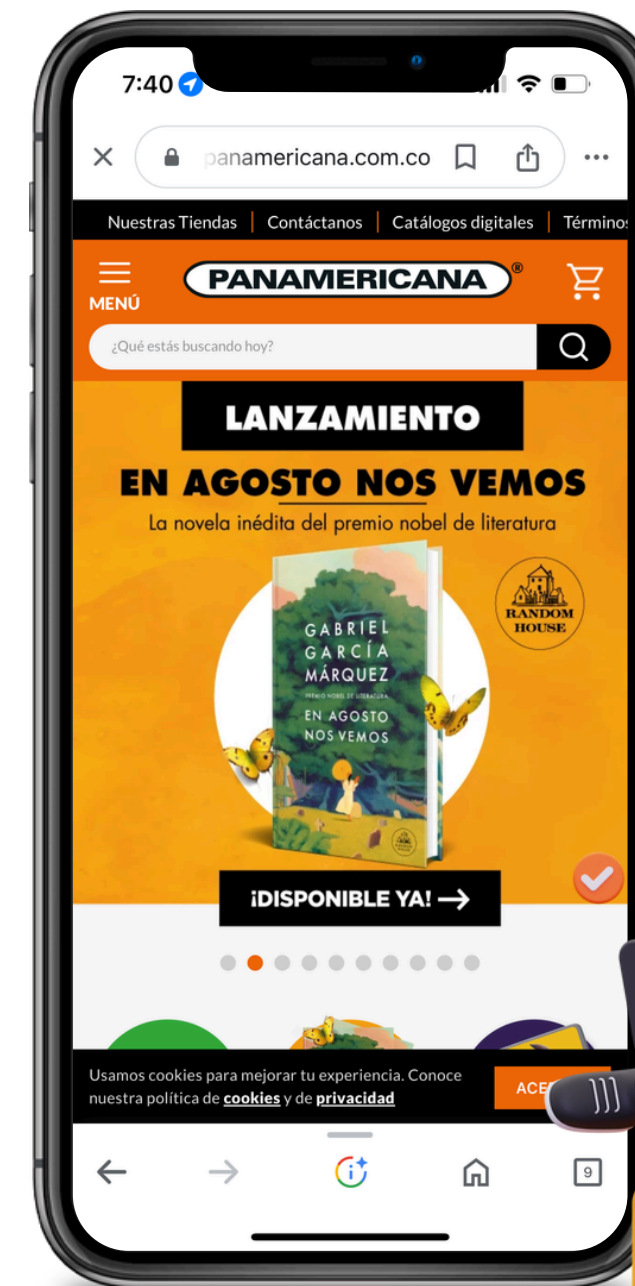 7:40
panamericana.com.co
Nuestras Tiendas | Contáctanos | Catálogos digitales | Términos
MENÚ
PANAMERICANA®
¿Qué estás buscando hoy?
LANZAMIENTO
EN AGOSTO NOS VEMOS
La novela inédita del premio nobel de literatura
RANDOM
HOUSE
GABRIEL
GARCÍA
MÁRQUEZ
PREMIO NOBEL DE LITERATURA
EN AGOSTO
NOS VEMOS
¡DISPONIBLE YA!
Usamos cookies para mejorar tu experiencia. Conoce
nuestra política de cookies y de privacidad
ACE
9